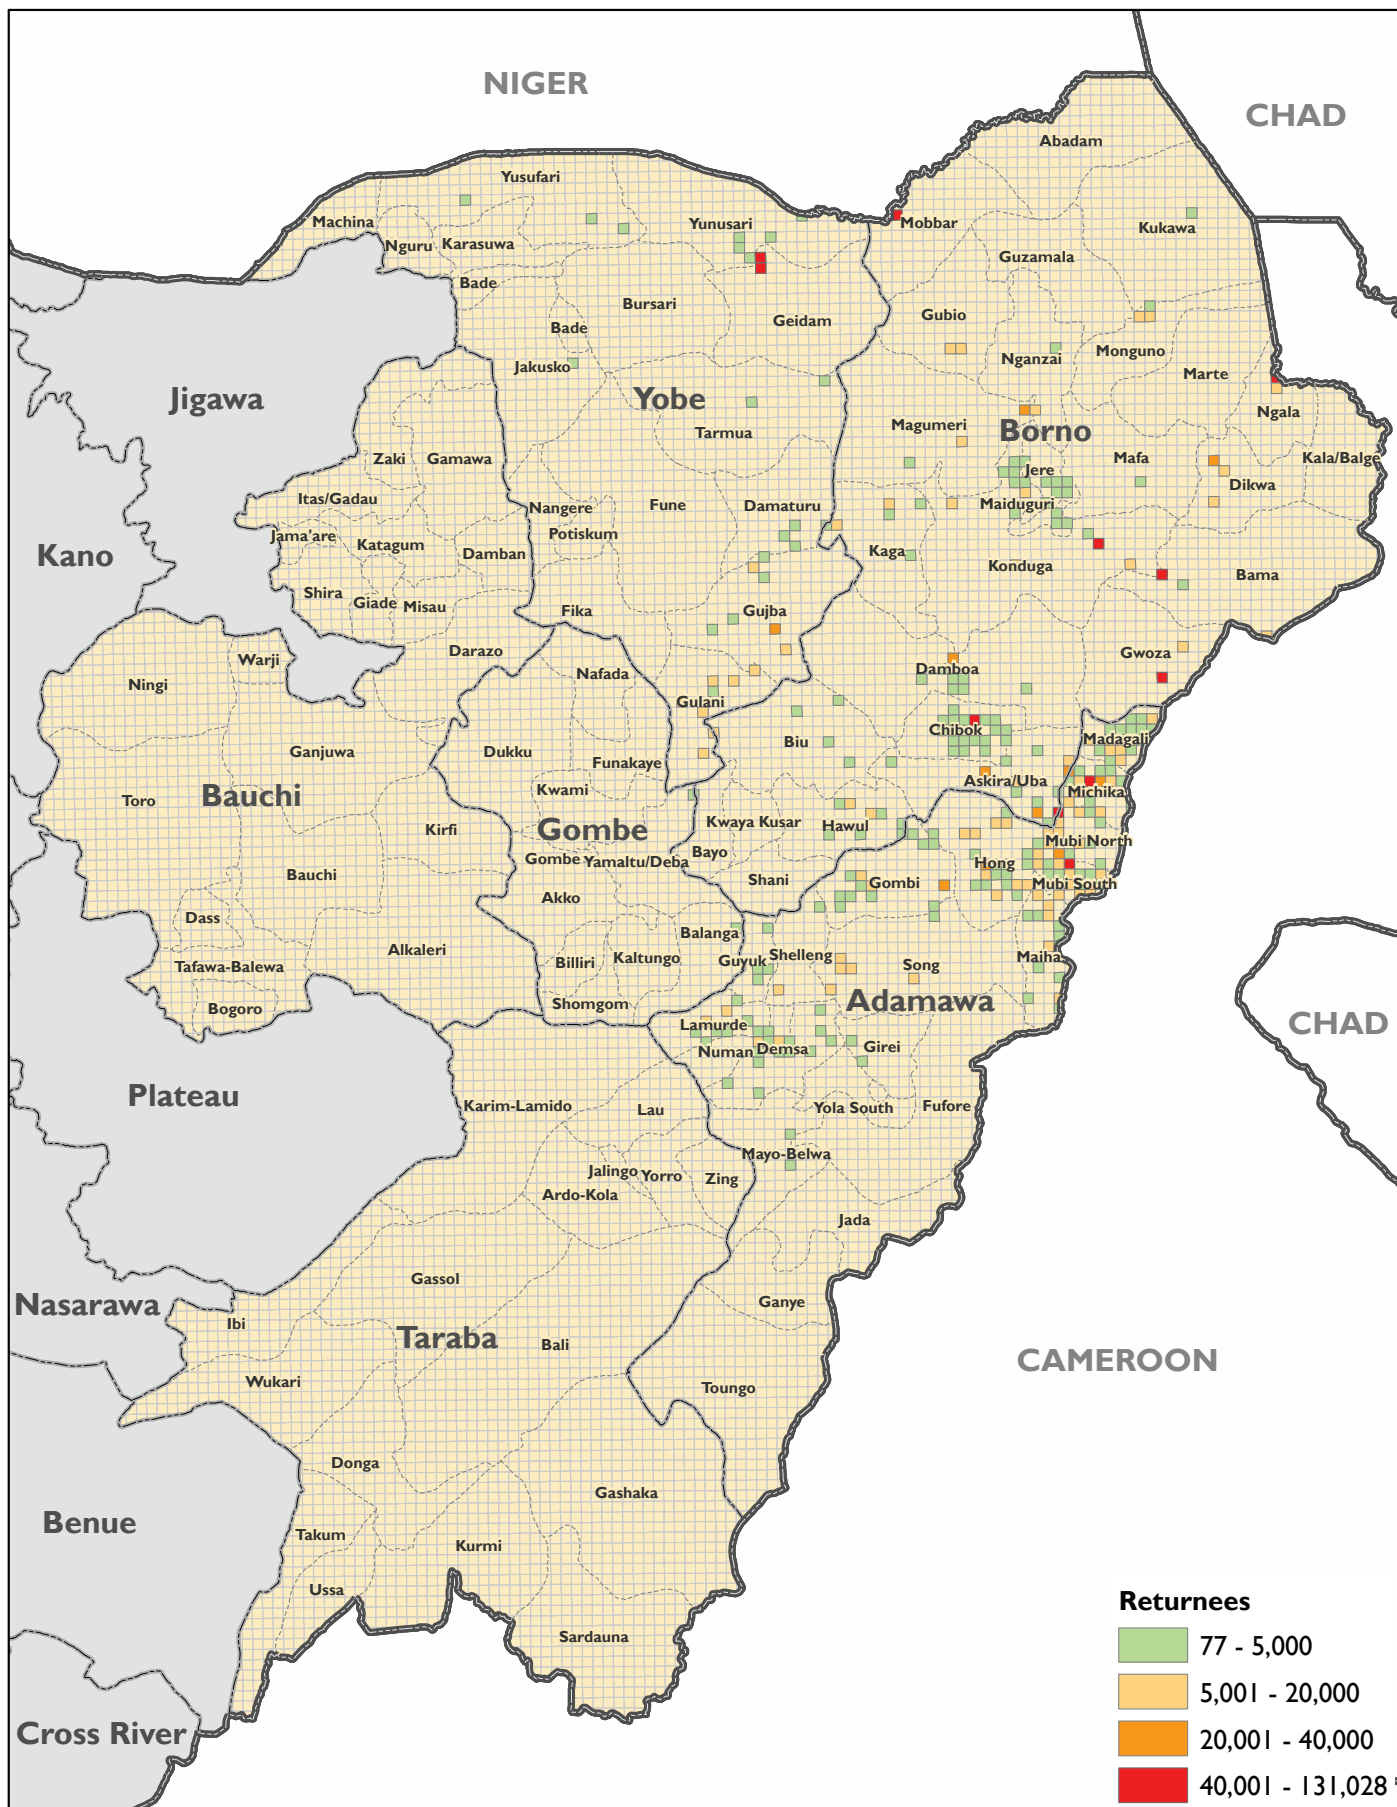 NIGER
CHAD
Abadam
Yusufari
Machina
Yunusari
Mobbar
Kukawa
Nguru
Karasuwa
Guzamala
Bade
Bursari
Gubio
Geidam
Bade
Nganzai
Monguno
Jakusko
Marte
Jigawa
Yobe
Ngala
Magumeri
Borno
Tarmua
Zaki
Gamawa
Mafa
Kala/Balge
Jere
Dikwa
Itas/Gadau
Nangere
Fune
Damaturu
Maiduguri
Jama'are
Potiskum
Katagum
Kano
Damban
Kaga
Konduga
Bama
Shira
Giade
Misau
Fika
Gujba
Darazo
Gwoza
Warji
Damboa
Nafada
Ningi
Gulani
Chibok
Biu
Madagali
Ganjuwa
Dukku
Funakaye
Askira/Uba
Kwami
Michika
Bauchi
Toro
Kirfi
Gombe
Kwaya Kusar
Hawul
Mubi North
Bayo
Gombe
Yamaltu/Deba
Hong
Bauchi
Shani
Gombi
Mubi South
Akko
Dass
Balanga
Alkaleri
Shelleng
Maiha
Billiri
Kaltungo
Guyuk
Tafawa-Balewa
Song
Adamawa
Bogoro
Shomgom
CHAD
Lamurde
Numan
Demsa
Girei
Plateau
Karim-Lamido
Lau
Yola South
Fufore
Mayo-Belwa
Jalingo
Yorro
Zing
Ardo-Kola
Jada
Gassol
Nasarawa
Ganye
Ibi
Taraba
Bali
CAMEROON
Wukari
Toungo
Donga
Gashaka
Benue
Takum
Kurmi
Ussa
Returnees
Sardauna
77 - 5,000
5,001 - 20,000
Cross River
20,001 - 40,000
40,001 - 131,028